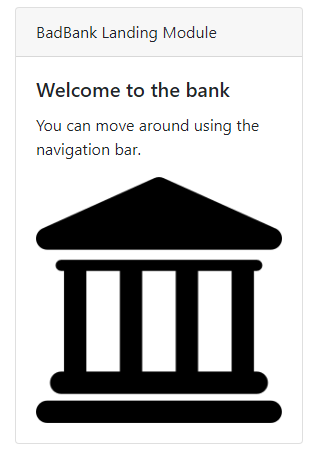 BadBank Landing Module
Welcome to the bank
You can move around using the
navigation bar.